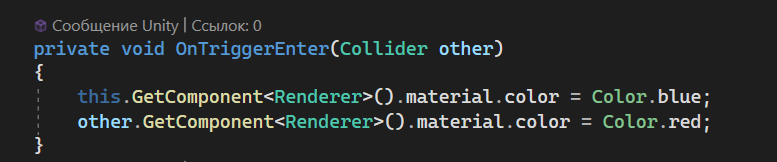 Сообщение Unity | Ссылок: 0
private void OnTriggerEnter(Collider other)
{
this.GetComponent<Renderer>().material.color = Color.blue;
other.GetComponent<Renderer>().material.color = Color.red;
}